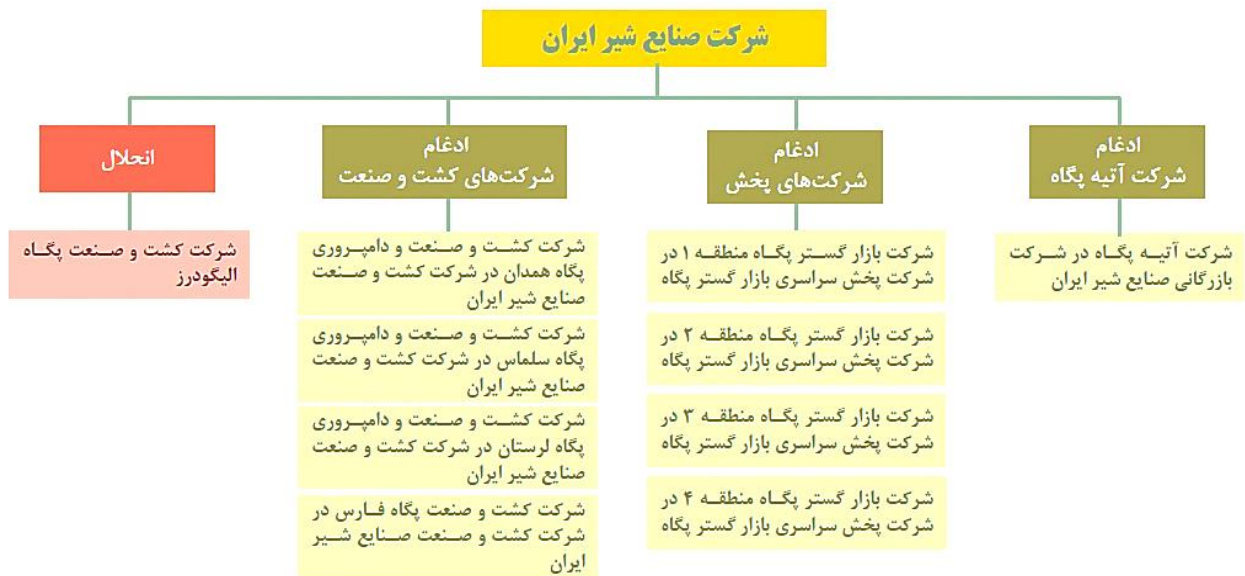 شرکت صنایع شیر ایران
ادغام
شرکت آتیه پگاه
شرکت آتیه پگاه در شرکت
بازرگانی صنایع شیر ایران
ادغام
شرکت‌های پخش
شرکت بازار گستر پگاه منطقه ۱ در
شرکت پخش سراسری بازار گستر پگاه
شرکت بازار گستر پگاه منطقه ۲ در
شرکت پخش سراسری بازار گستر پگاه
شرکت بازار گستر پگاه منطقه ۳ در
شرکت پخش سراسری بازار گستر پگاه
شرکت بازار گستر پگاه منطقه ۴ در
شرکت پخش سراسری بازار گستر پگاه
ادغام
شرکت‌های کشت و صنعت
شرکت کشت و صنعت و دامپروری
پگاه همدان در شرکت کشت و صنعت
صنایع شیر ایران
شرکت کشت و صنعت و دامپروری
پگاه سلماس در شرکت کشت و صنعت
صنایع شیر ایران
شرکت کشت و صنعت و دامپروری
پگاه لرستان در شرکت کشت و صنعت
صنایع شیر ایران
شرکت کشت و صنعت پگاه فارس در
شرکت کشت و صنعت صنایع شیر
ایران
انحلال
شرکت کشت و صنعت پگاه
الیگودرز